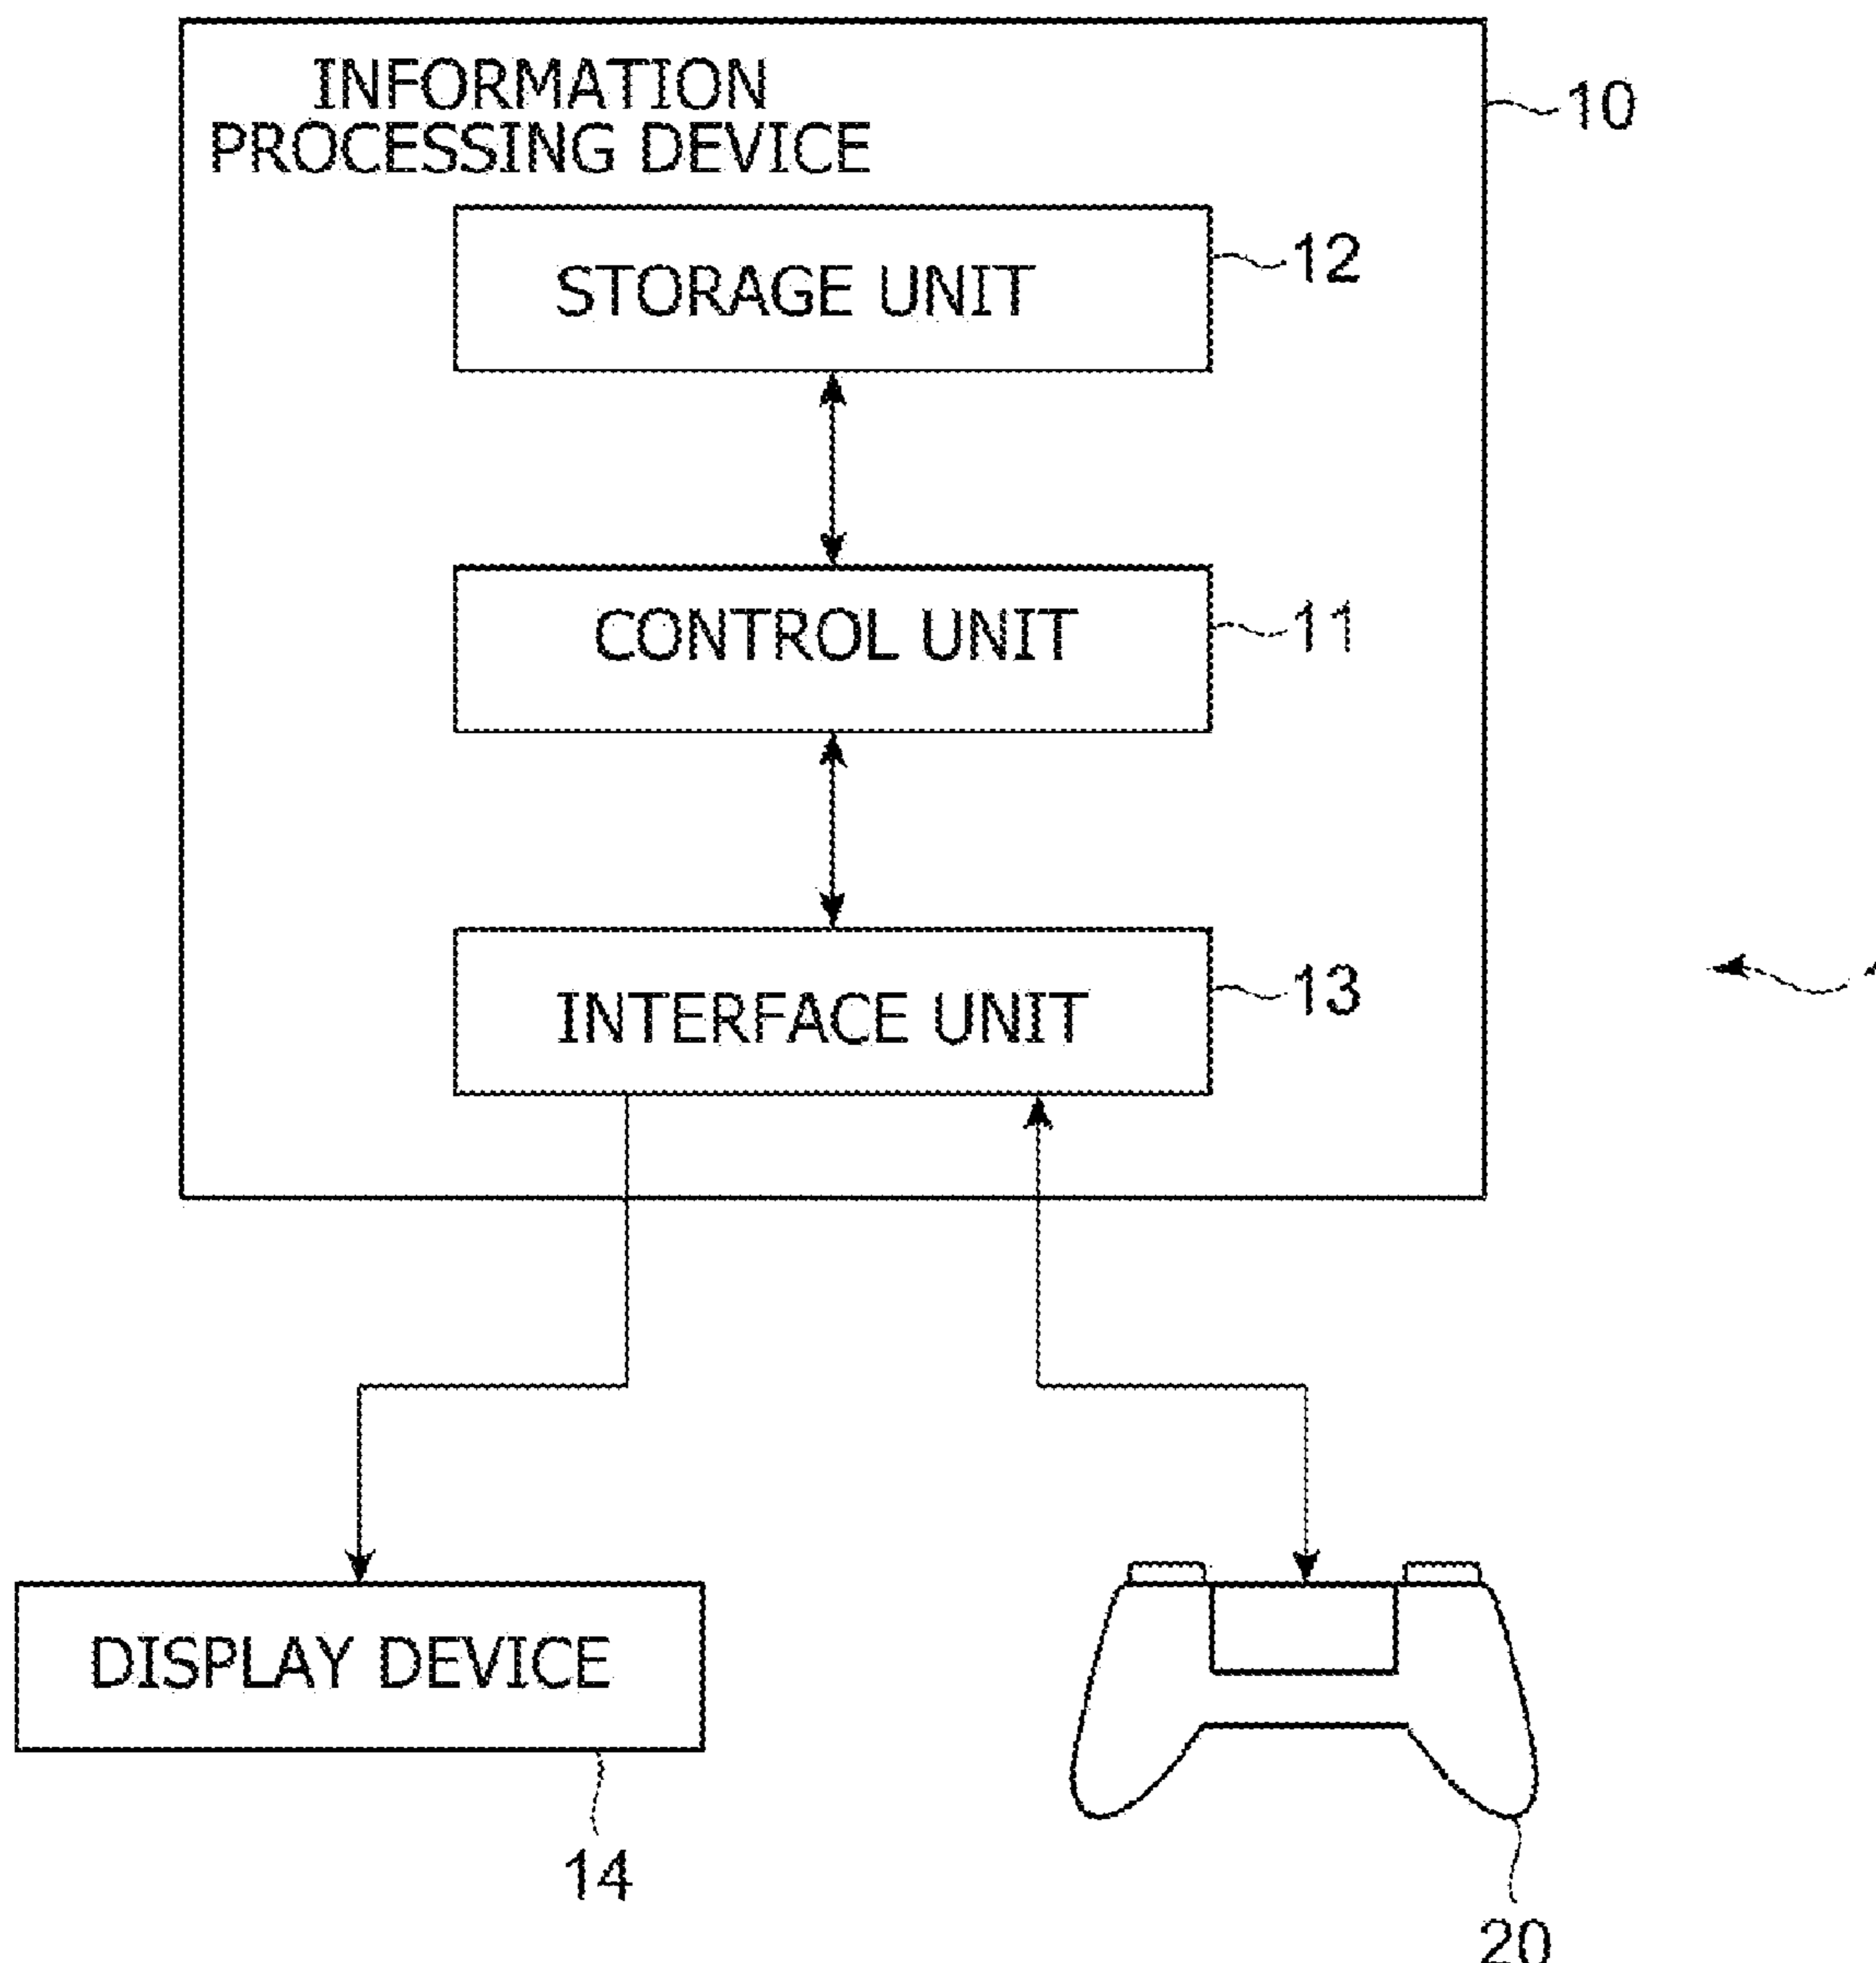 INFORMATION
PROCESSING DEVICE
10
STORAGE UNIT
12
CONTROL UNIT
11
INTERFACE UNIT
13
DISPLAY DEVICE
14
20